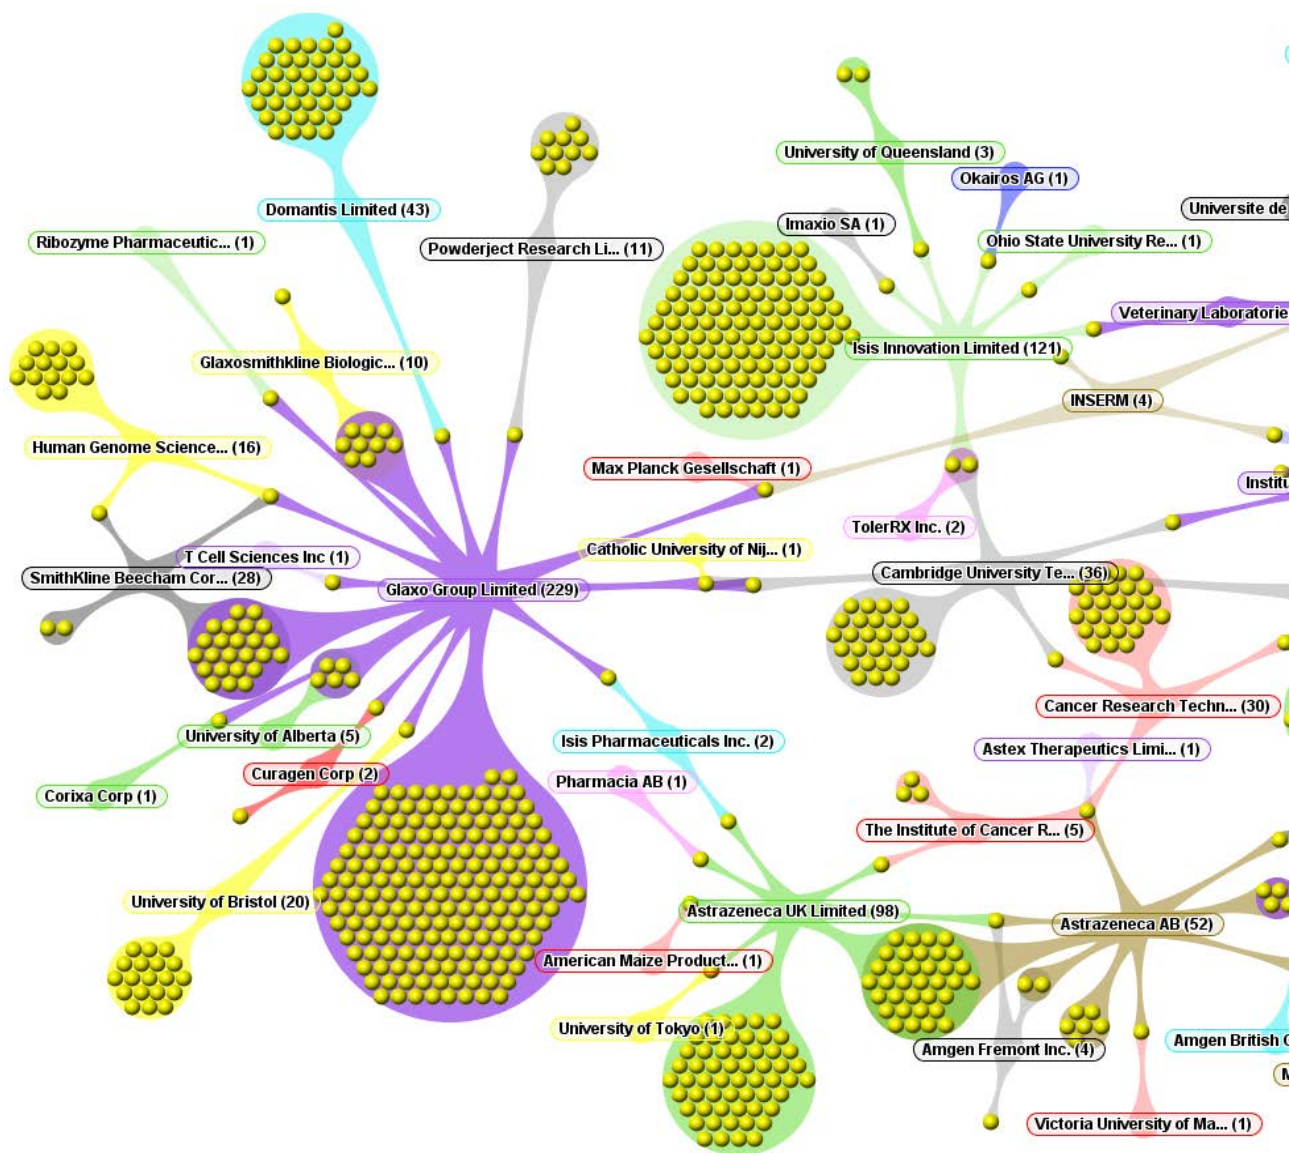 University of Queensland (3)
Okairos AG (1)
Domantis Limited (43)
Universite de
Imaxio SA (1)
Ribozyme Pharmaceutic... (1)
Powderject Research Li... (11)
Ohio State University Re... (1)
Veterinary Laboratorie
Isis Innovation Limited (121)
Glaxosmithkline Biologic... (10)
INSERM (4)
Human Genome Science... (16)
Max Planck Gesellschaft (1)
Institu
TolerRX Inc. (2)
T Cell Sciences Inc (1)
Catholic University of Nij... (1)
SmithKline Beecham Cor... (28)
Glaxo Group Limited (229)
Cambridge University Te... (36)
Cancer Research Techn... (30)
University of Alberta (5)
Isis Pharmaceuticals Inc. (2)
Astex Therapeutics Limi... (1)
Curagen Corp (2)
Pharmacia AB (1)
Corixa Corp (1)
The Institute of Cancer R... (5)
University of Bristol (20)
Astrazeneca UK Limited (98)
Astrazeneca AB (52)
American Maize Product... (1)
University of Tokyo (1)
Amgen Fremont Inc. (4)
Amgen British
Victoria University of Ma... (1)